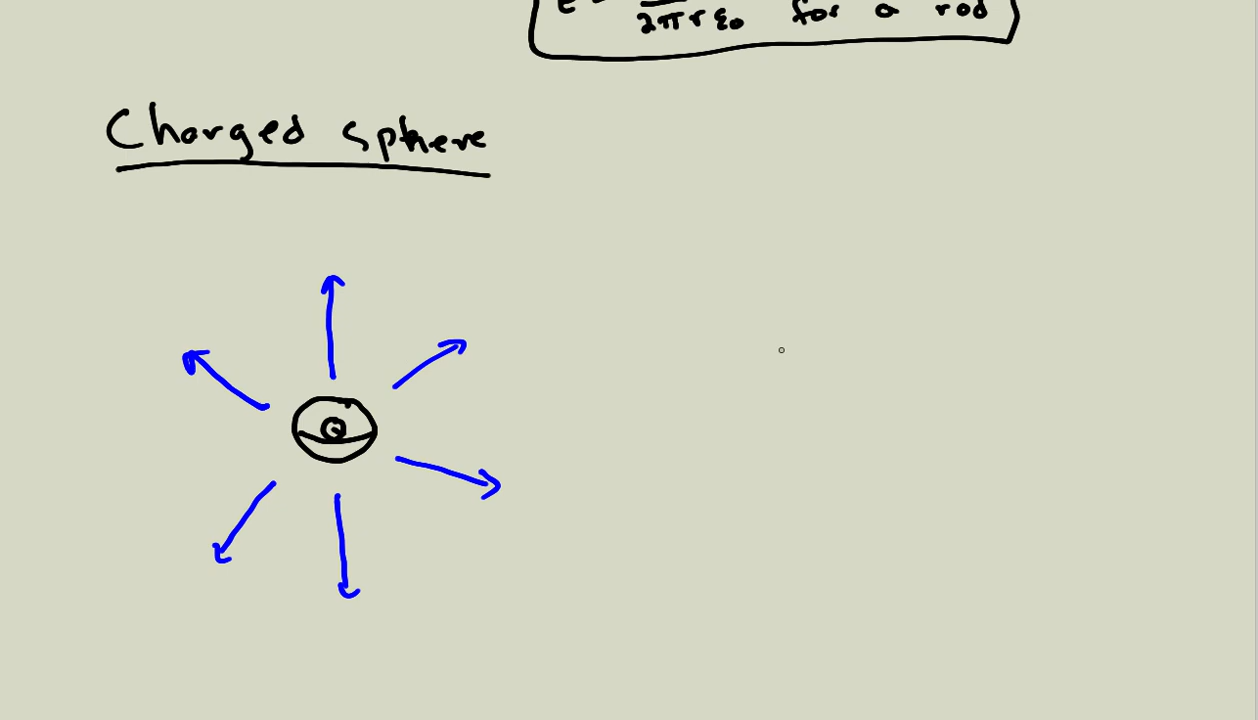 E = 2πrε₀ for a rod
Charged sphere
Q